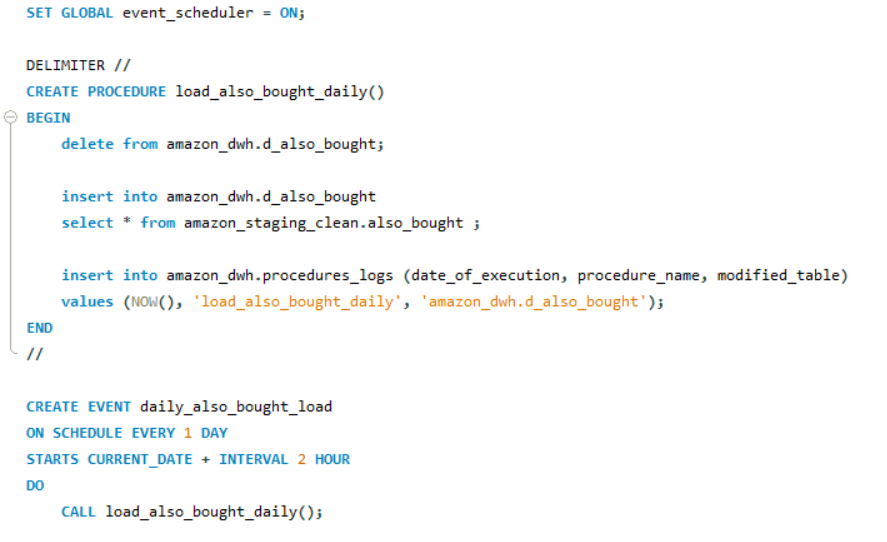 SET GLOBAL event_scheduler = ON;
DELIMITER //
CREATE PROCEDURE load_also_bought_daily()
BEGIN
delete from amazon_dwh.d_also_bought;
insert into amazon_dwh.d_also_bought
select * from amazon_staging_clean.also_bought ;
insert into amazon_dwh.procedures_logs (date_of_execution, procedure_name, modified_table)
values (NOW(), 'load_also_bought_daily', 'amazon_dwh.d_also_bought');
END
//
CREATE EVENT daily_also_bought_load
ON SCHEDULE EVERY 1 DAY
STARTS CURRENT_DATE + INTERVAL 2 HOUR
DO
CALL load_also_bought_daily();